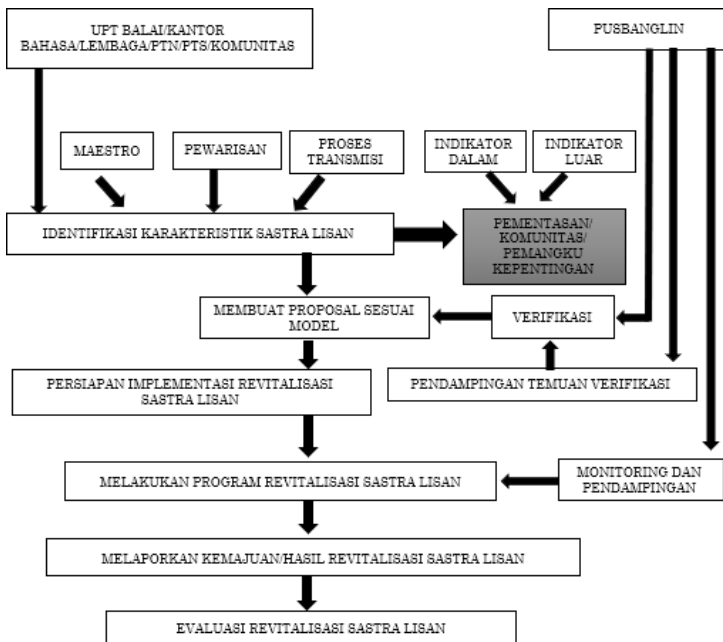 UPT BALAI/KANTOR
BAHASA/LEMBAGA/PTN/PTS/KOMUNITAS
PUSBANGLIN
MAESTRO
PEWARISAN
PROSES
TRANSMISI
INDIKATOR
DALAM
INDIKATOR
LUAR
IDENTIFIKASI KARAKTERISTIK SASTRA LISAN
PEMENTASAN/
KOMUNITAS/
PEMANGKU
KEPENTINGAN
MEMBUAT PROPOSAL SESUAI
MODEL
VERIFIKASI
PERSIAPAN IMPLEMENTASI REVITALISASI
SASTRA LISAN
PENDAMPINGAN TEMUAN VERIFIKASI
MELAKUKAN PROGRAM REVITALISASI SASTRA LISAN
MONITORING DAN
PENDAMPINGAN
MELAPORKAN KEMAJUAN/HASIL REVITALISASI SASTRA LISAN
EVALUASI REVITALISASI SASTRA LISAN